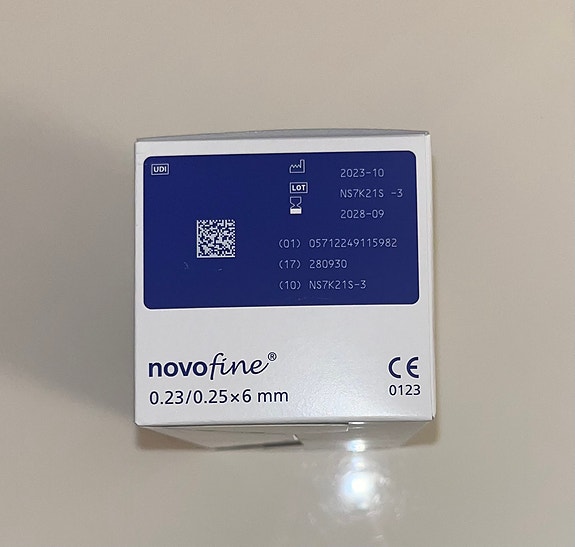 UDI
2023-10
LOT NS7K21S -3
2028-09
(01) 05712249115982
(17) 280930
(10) NS7K21S-3
novofine®
0.23/0.25×6 mm
CE
0123